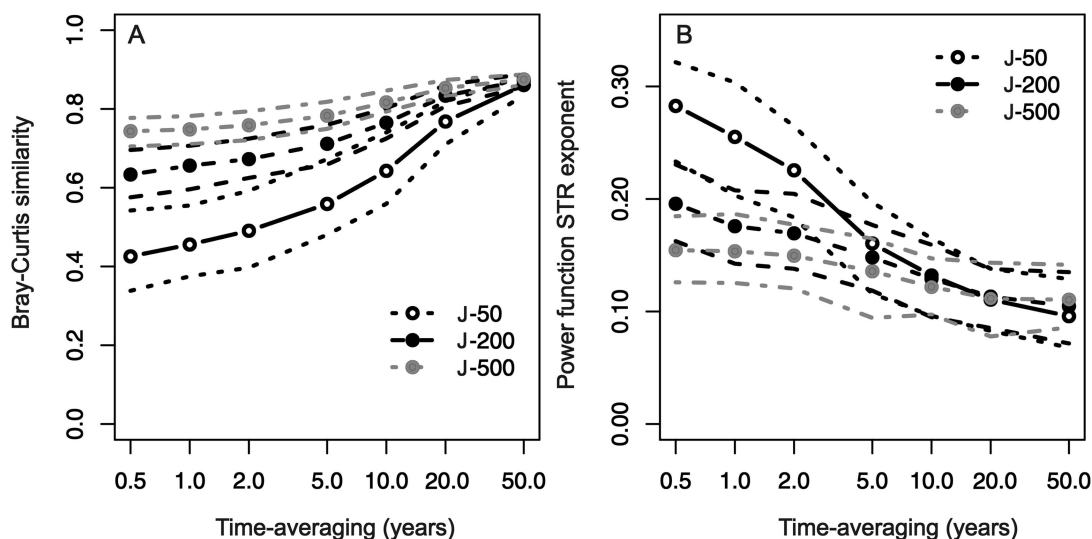 A
Bray-Curtis similarity
1.0
0.8
0.6
0.4
0.2
0.0
J-50
J-200
J-500
0.5 1.0 2.0 5.0 10.0 20.0 50.0
Time-averaging (years)
B
Power function STR exponent
0.30
0.20
0.10
0.00
J-50
J-200
J-500
0.5 1.0 2.0 5.0 10.0 20.0 50.0
Time-averaging (years)